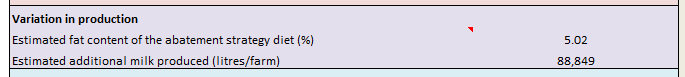 Variation in production
Estimated fat content of the abatement strategy diet (%) 5.02
Estimated additional milk produced (litres/farm) 88,849